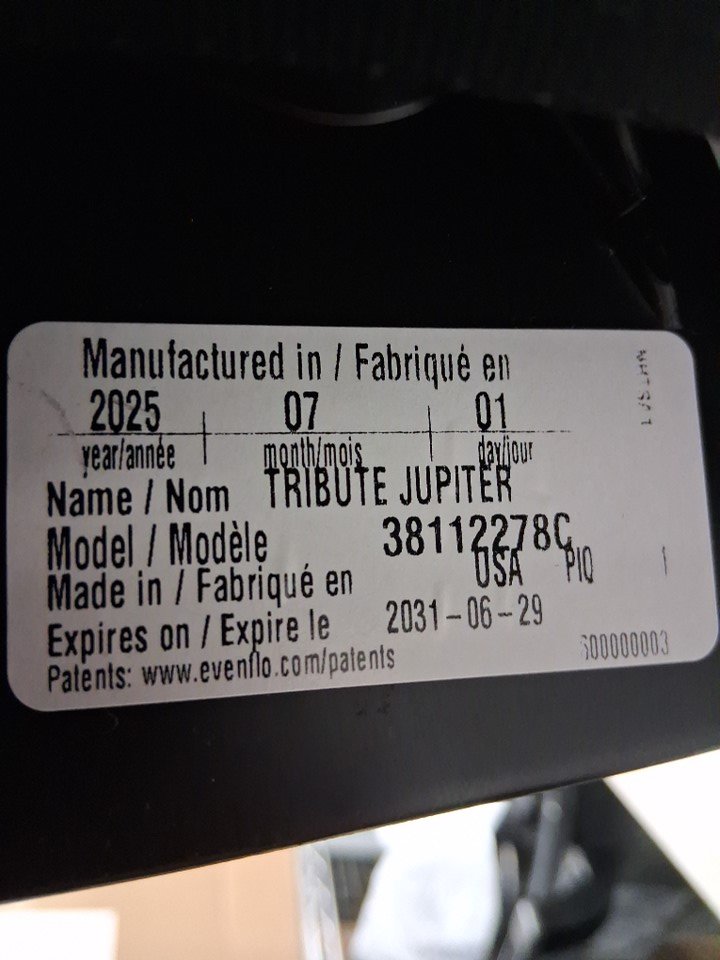 Manufactured in / Fabriqué en
2025 07 01
year/année month/mois day/jour
Name / Nom TRIBUTE JUPITER
Model / Modèle 38112278C
Made in / Fabriqué en USA PIQ 1
Expires on / Expire le 2031-06-29
Patents: www.evenflo.com/patents